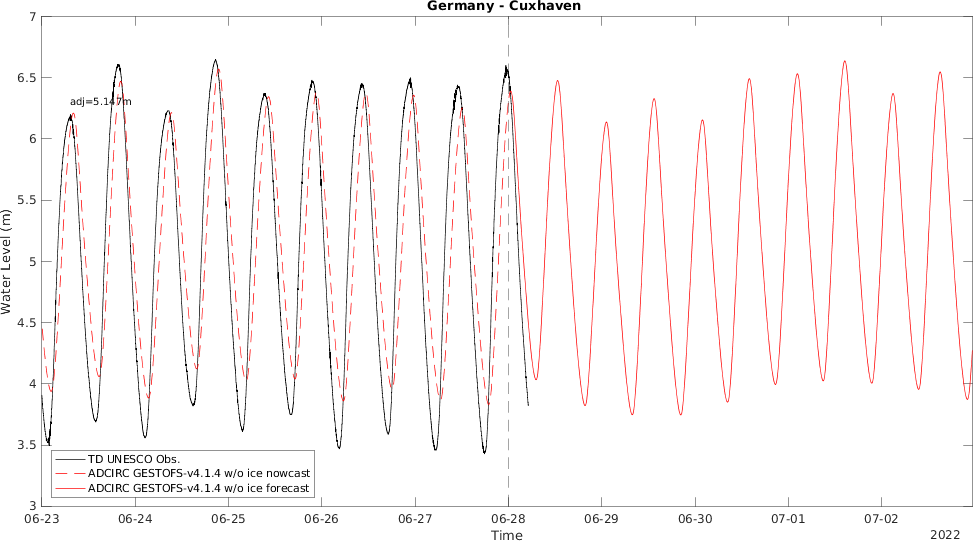 Germany - Cuxhaven
7
6.5
6
5.5
5
4.5
4
3.5
3
Water Level (m)
adj=5.147m
TD UNESCO Obs.
ADCIRC GESTOFS-v4.1.4 w/o ice nowcast
ADCIRC GESTOFS-v4.1.4 w/o ice forecast
06-23 06-24 06-25 06-26 06-27 06-28 06-29 06-30 07-01 07-02
Time
2022